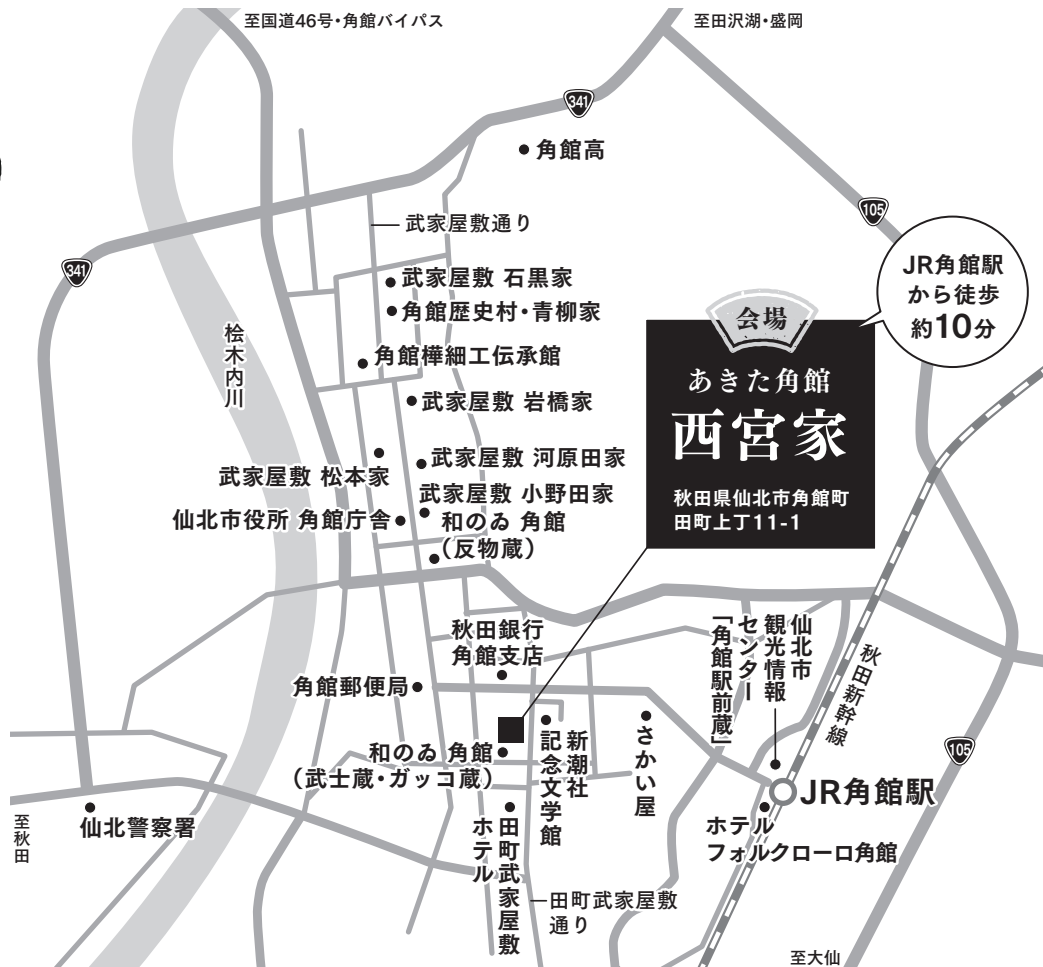 至国道46号・角館バイパス
至田沢湖・盛岡
341
角館高
105
武家屋敷通り
JR角館駅
から徒歩
約10分
341
武家屋敷 石黒家
角館歴史村・青柳家
会場
桧木内川
角館樺細工伝承館
あきた角館
西宮家
武家屋敷 岩橋家
秋田県仙北市角館町
田町上丁11-1
武家屋敷 河原田家
武家屋敷 松本家
武家屋敷 小野田家
仙北市役所 角館庁舎
和のゐ 角館
（反物蔵）
秋田銀行
角館支店
仙北市
観光情報
センター
「角館駅前蔵」
秋田新幹線
角館郵便局
新潮社
記念文学館
さかい屋
和のゐ 角館
（武士蔵・ガッコ蔵）
105
JR角館駅
至秋田
仙北警察署
田町武家屋敷
ホテル
ホテル
フォルクローロ角館
田町武家屋敷
通り
至大仙